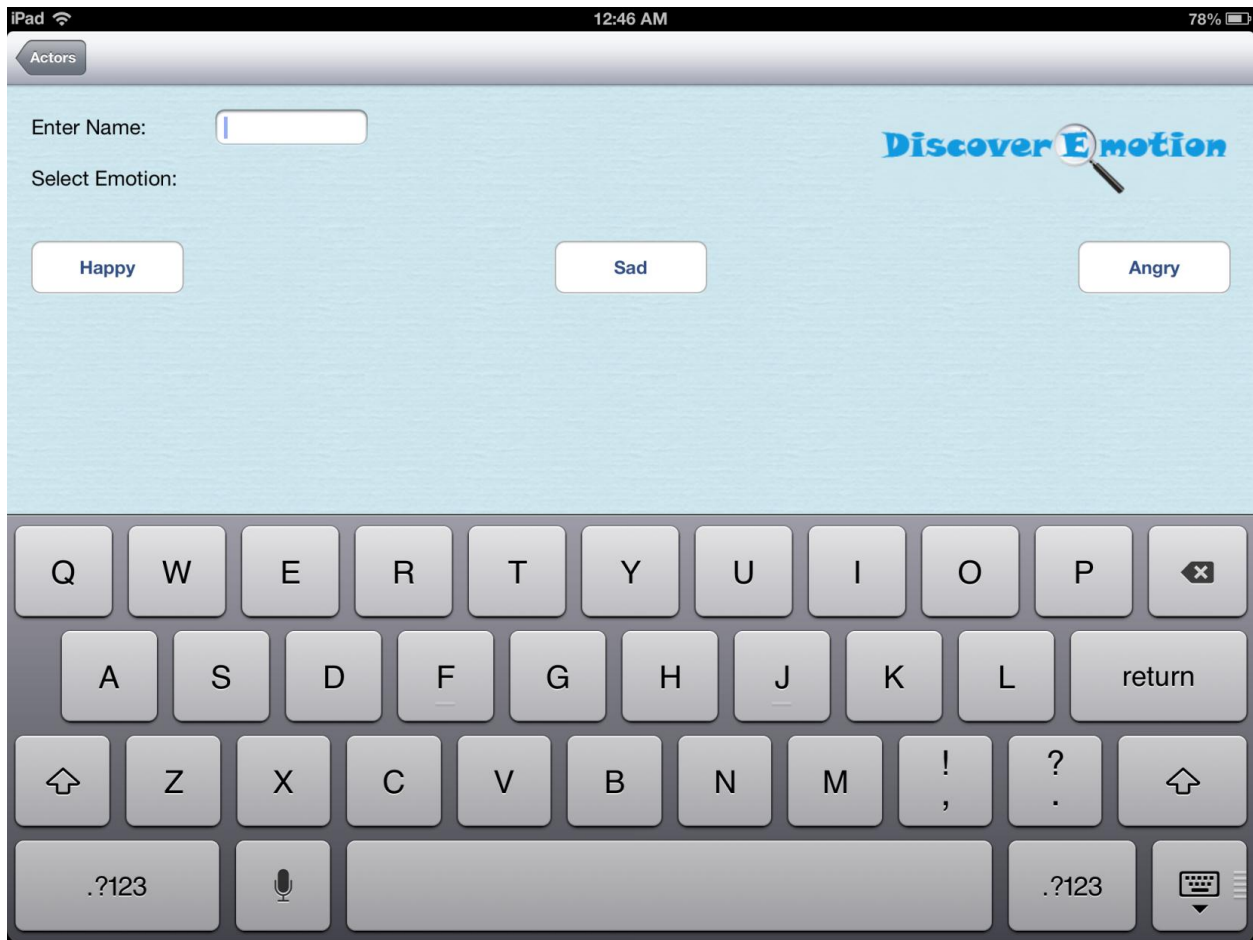 iPad 12:46 AM 78%
Actors
Enter Name:
Discover Emotion
Select Emotion:
Happy Sad Angry
Q W E R T Y U I O P
A S D F G H J K L return
Z X C V B N M ! , ? .
.?123 .?123